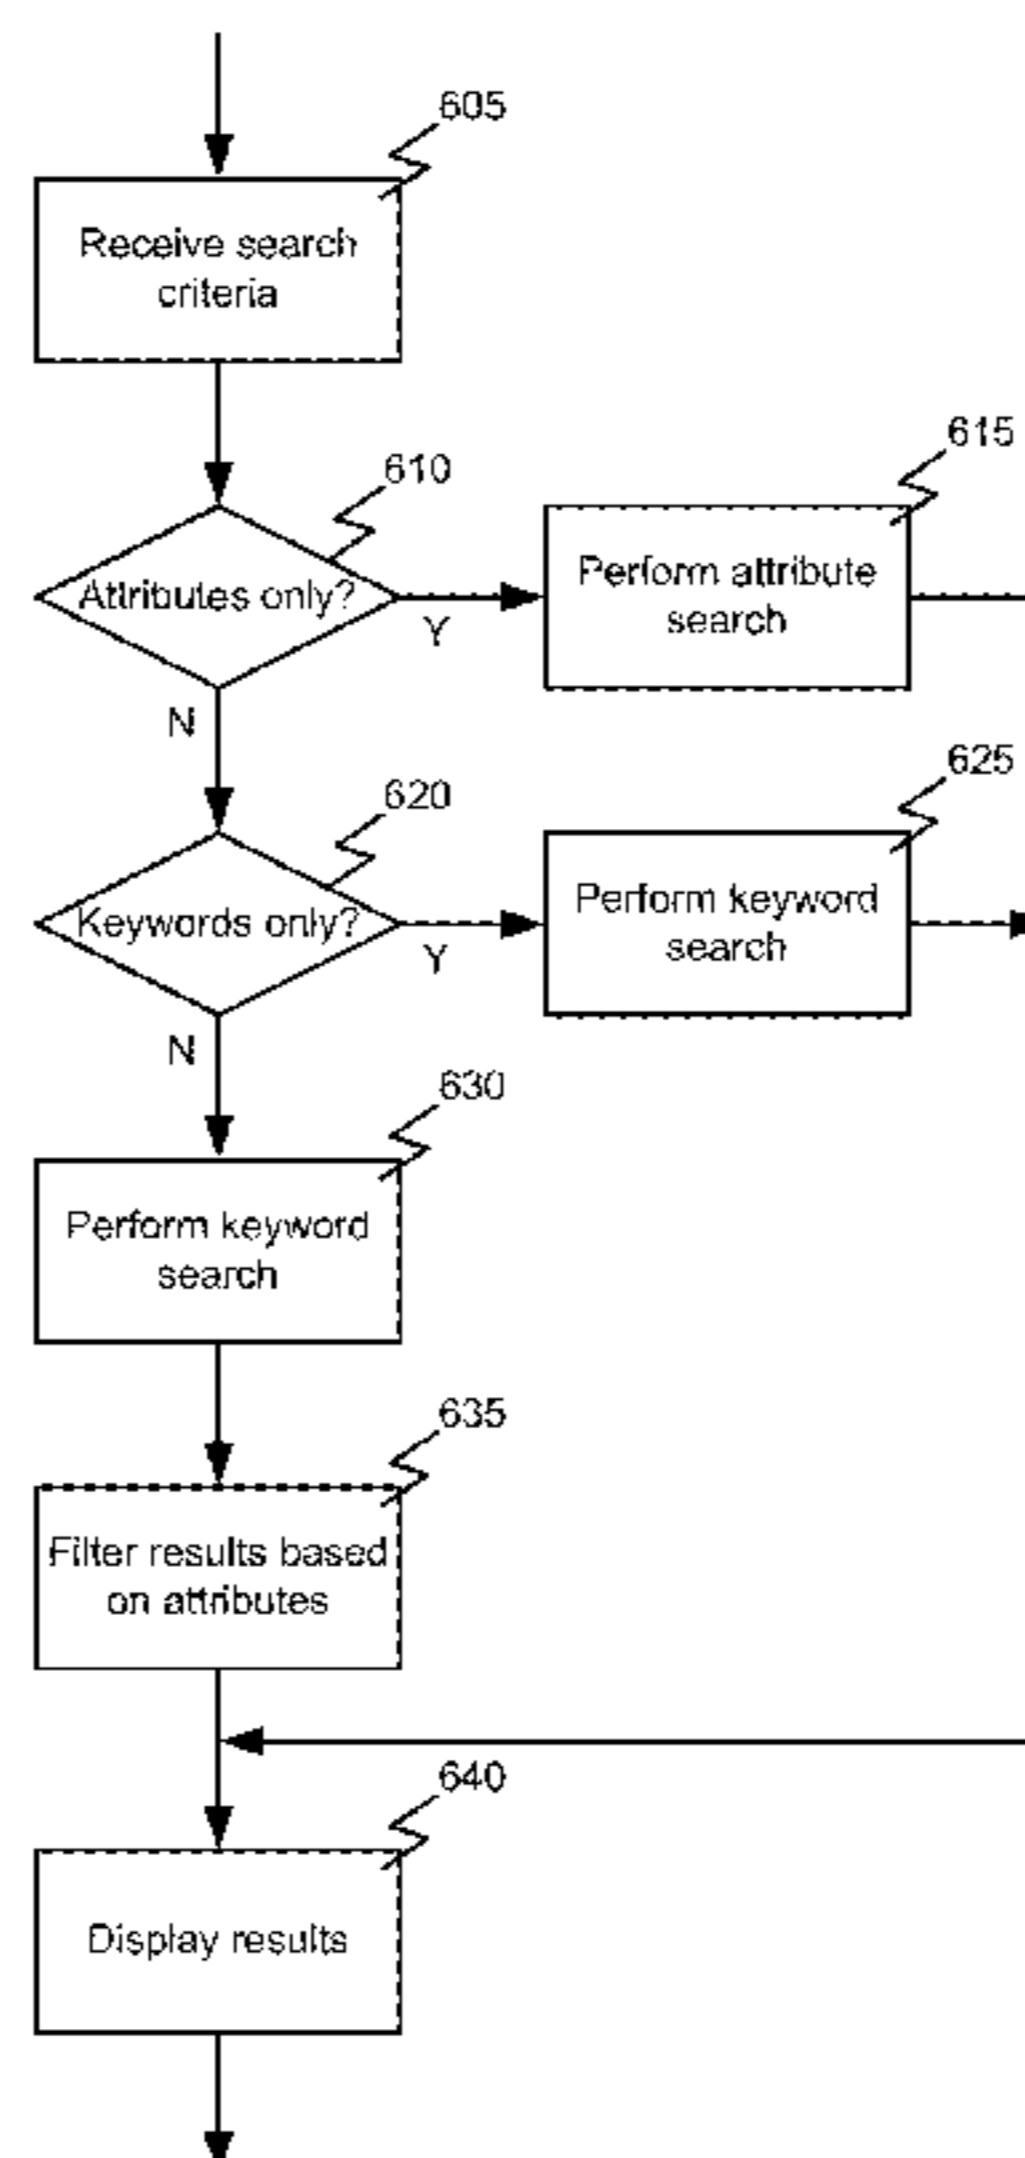 605
Receive search
criteria
610
Attributes only?
Y
N
615
Perform attribute
search
620
Keywords only?
Y
N
625
Perform keyword
search
630
Perform keyword
search
635
Filter results based
on attributes
640
Display results